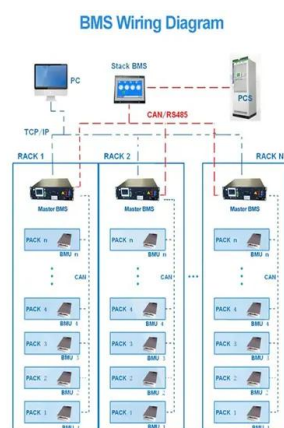 BMS Wiring Diagram
Stack BMS
PC
PCS
CAN/RS485
TCP/IP
RACK 1
RACK 2
RACK N
Master BMS
Master BMS
Master BMS
PACK n
PACK n
PACK n
BMU n
BMU n
BMU n
CAN
CAN
CAN
PACK 4
PACK 4
PACK 4
BMU 4
BMU 4
BMU 4
PACK 3
PACK 3
PACK 3
BMU 3
BMU 3
BMU 3
PACK 2
PACK 2
PACK 2
BMU 2
BMU 2
BMU 2
PACK 1
PACK 1
PACK 1